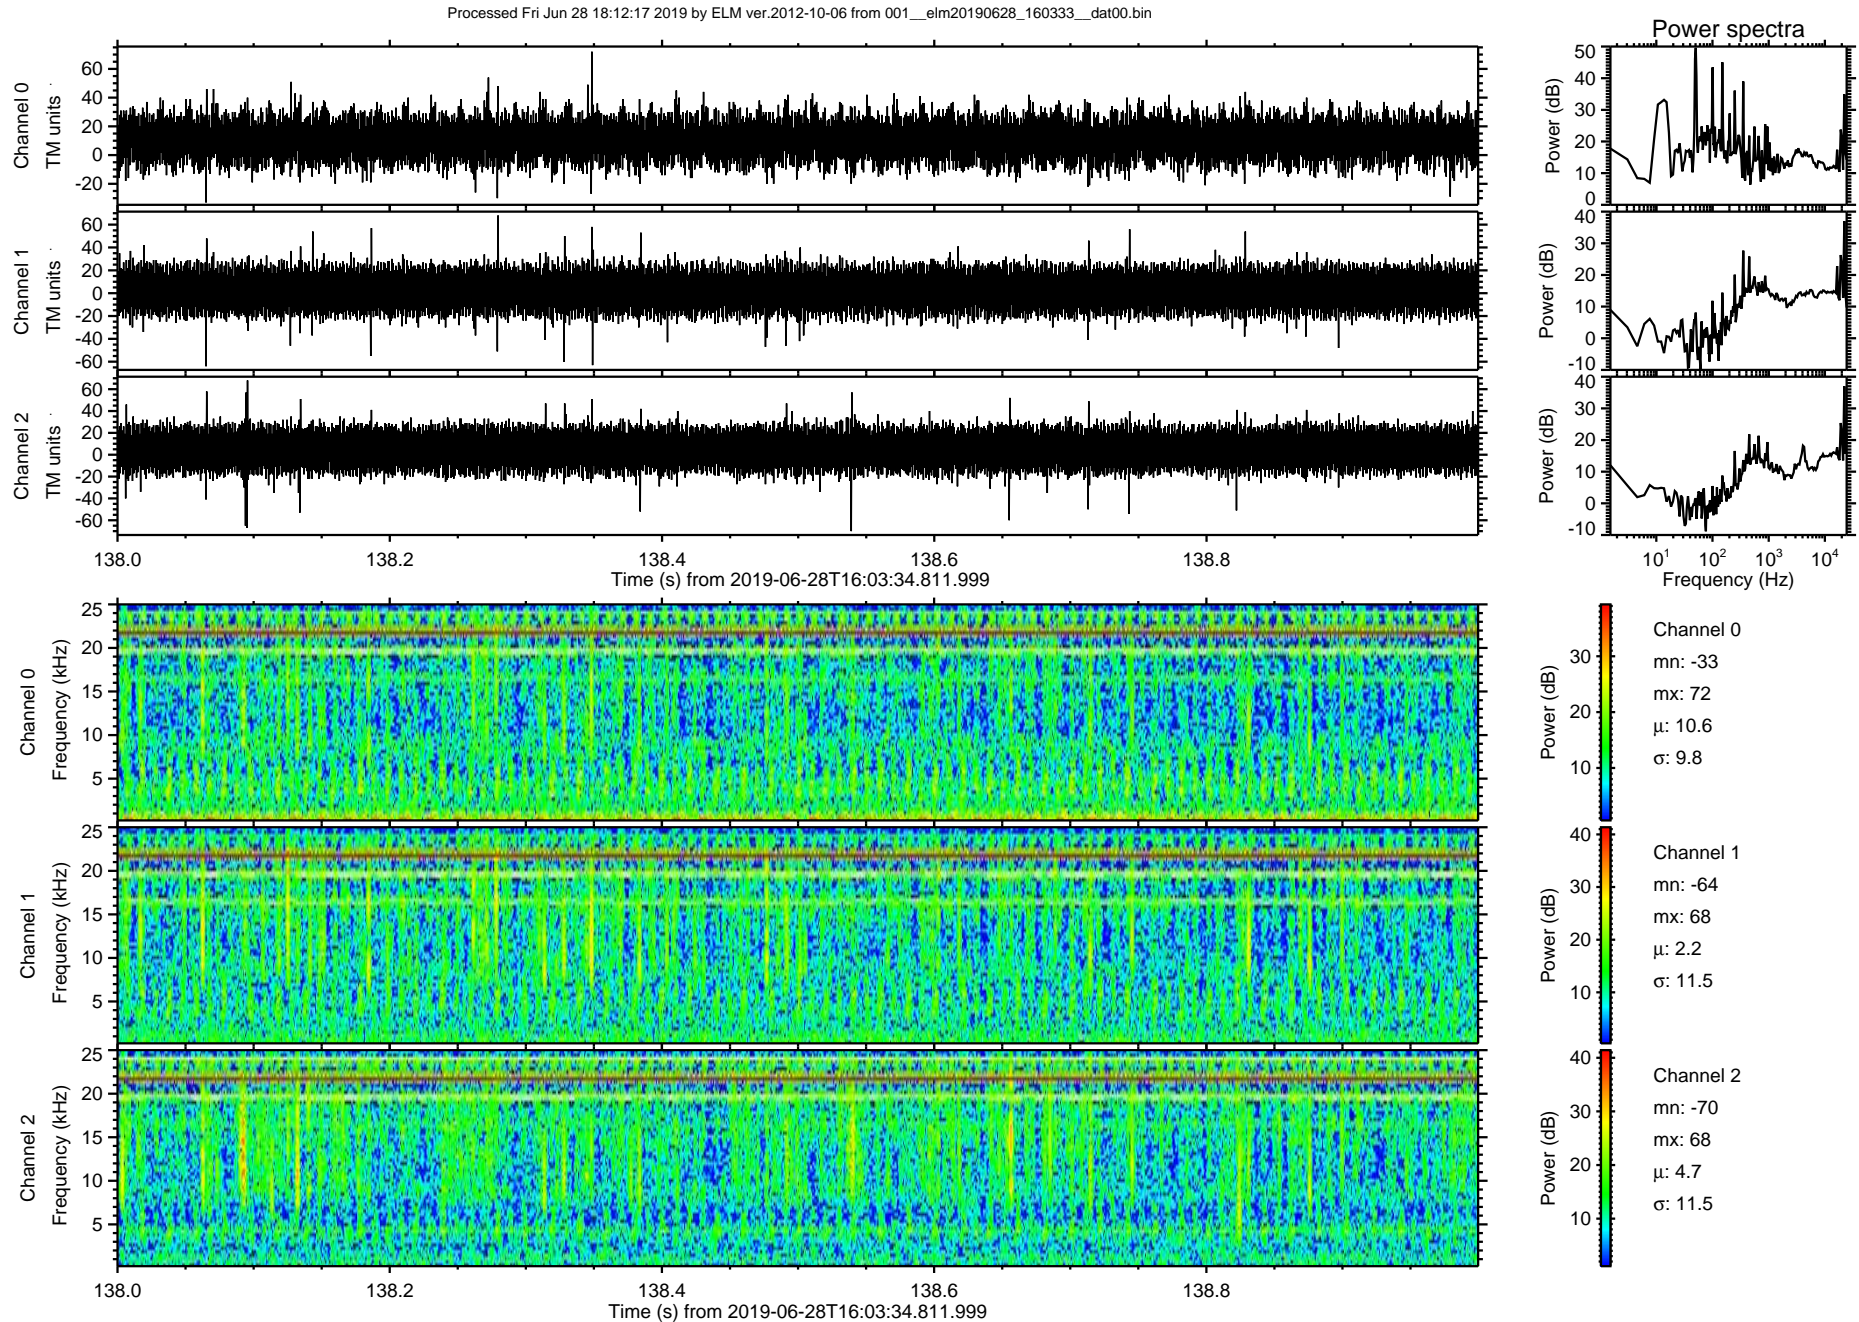 Processed Fri Jun 28 18:12:17 2019 by ELM ver.2012-10-06 from 001__elm20190628_160333__dat00.bin
Power spectra
Channel 0
TM units
60
40
20
0
-20
Power (dB)
50
40
30
20
10
0
Channel 1
TM units
60
40
20
0
-20
-40
-60
Power (dB)
40
30
20
10
0
-10
Channel 2
TM units
60
40
20
0
-20
-40
-60
Power (dB)
40
30
20
10
0
-10
138.0 138.2 138.4 138.6 138.8
Time (s) from 2019-06-28T16:03:34.811.999
10¹ 10² 10³ 10⁴
Frequency (Hz)
Channel 0
Frequency (kHz)
25
20
15
10
5
Power (dB)
30
20
10
Channel 0
mn: -33
mx: 72
μ: 10.6
σ: 9.8
Channel 1
Frequency (kHz)
25
20
15
10
5
Power (dB)
40
30
20
10
Channel 1
mn: -64
mx: 68
μ: 2.2
σ: 11.5
Channel 2
Frequency (kHz)
25
20
15
10
5
Power (dB)
40
30
20
10
Channel 2
mn: -70
mx: 68
μ: 4.7
σ: 11.5
138.0 138.2 138.4 138.6 138.8
Time (s) from 2019-06-28T16:03:34.811.999